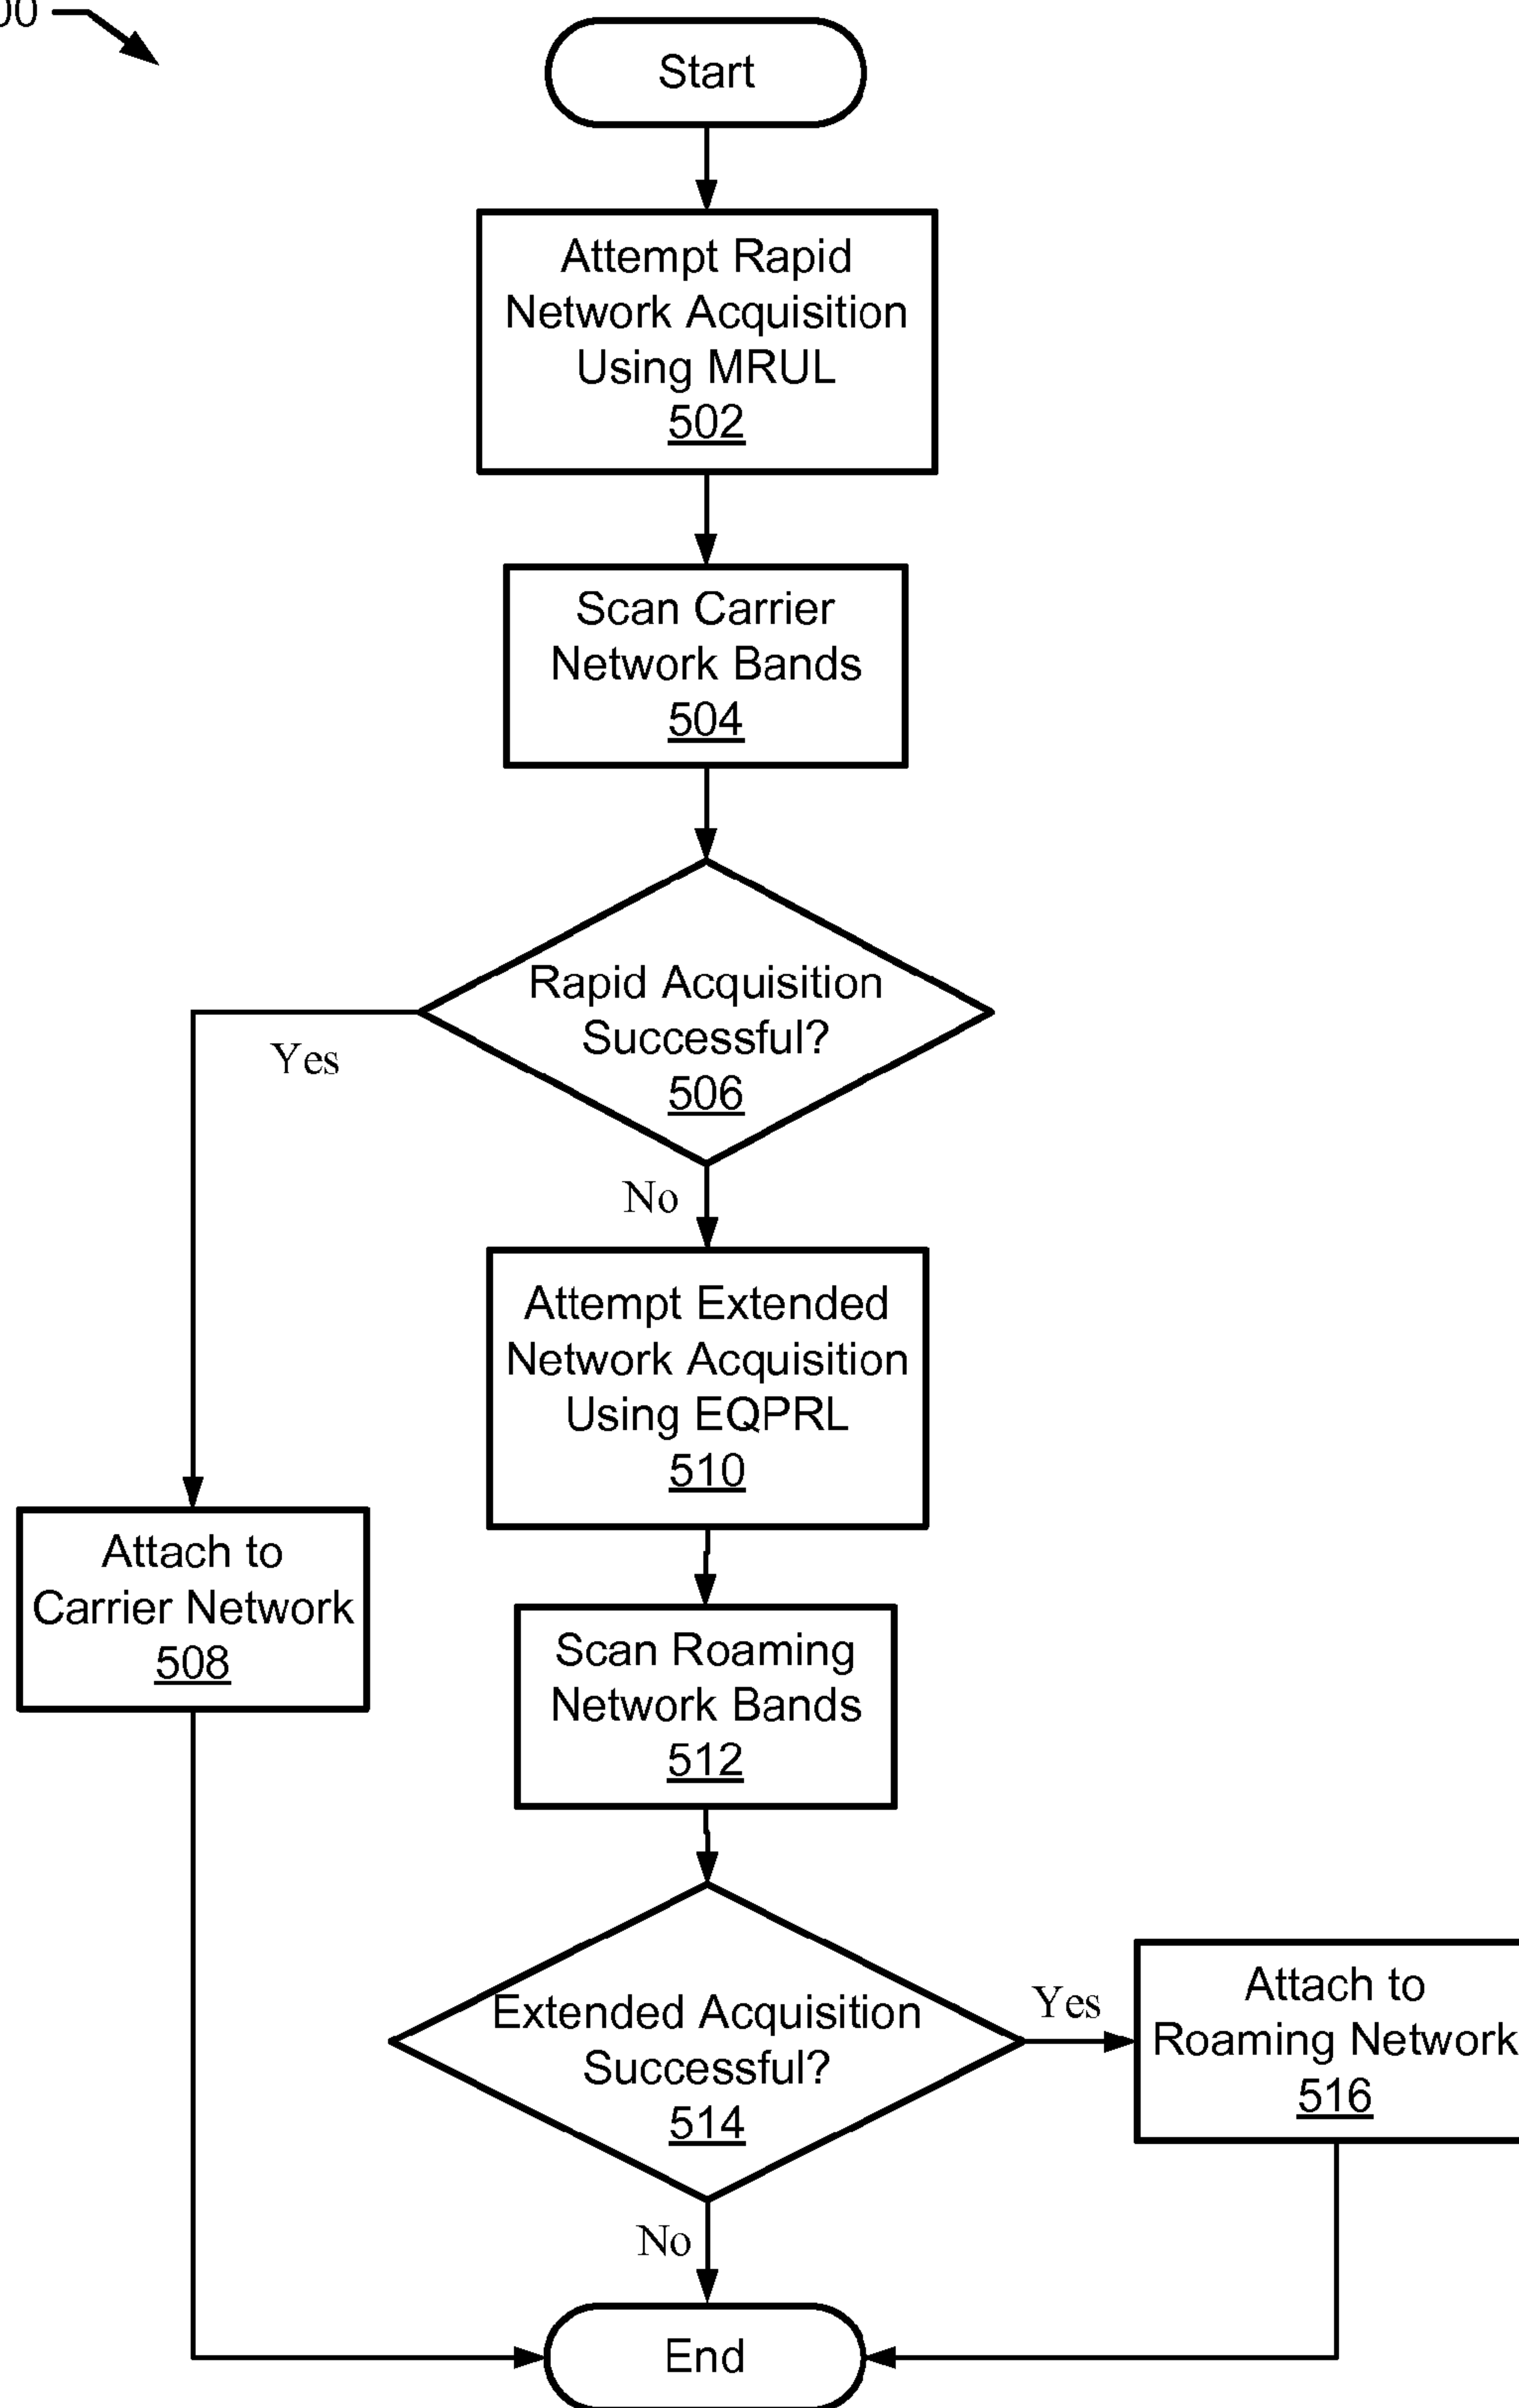 Start
Attempt Rapid
Network Acquisition
Using MRUL
502
Scan Carrier
Network Bands
504
Rapid Acquisition
Successful?
506
Yes
No
Attempt Extended
Network Acquisition
Using EQPRL
510
Attach to
Carrier Network
508
Scan Roaming
Network Bands
512
Extended Acquisition
Successful?
514
Yes
Attach to
Roaming Network
516
No
End